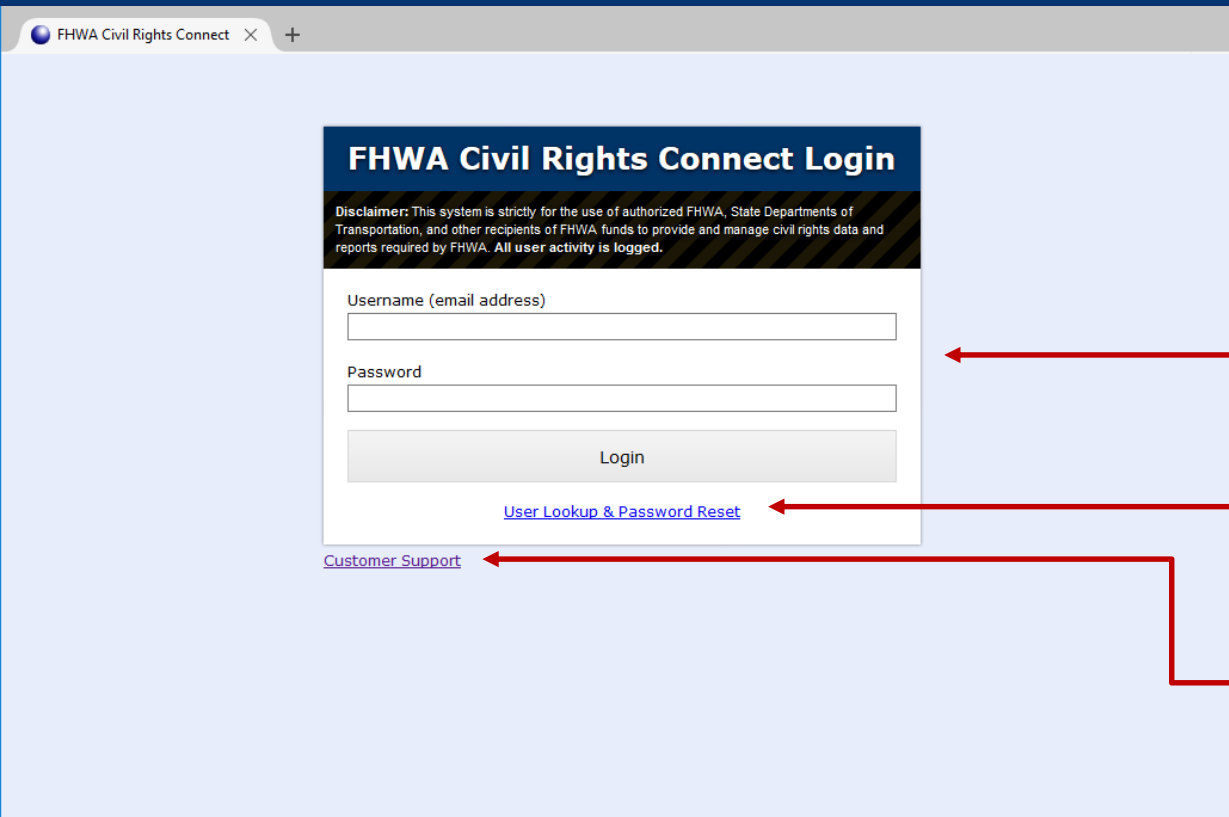 FHWA Civil Rights Connect
FHWA Civil Rights Connect Login
Disclaimer: This system is strictly for the use of authorized FHWA, State Departments of
Transportation, and other recipients of FHWA funds to provide and manage civil rights data and
reports required by FHWA. All user activity is logged.
Username (email address)
Password
Login
User Lookup & Password Reset
Customer Support